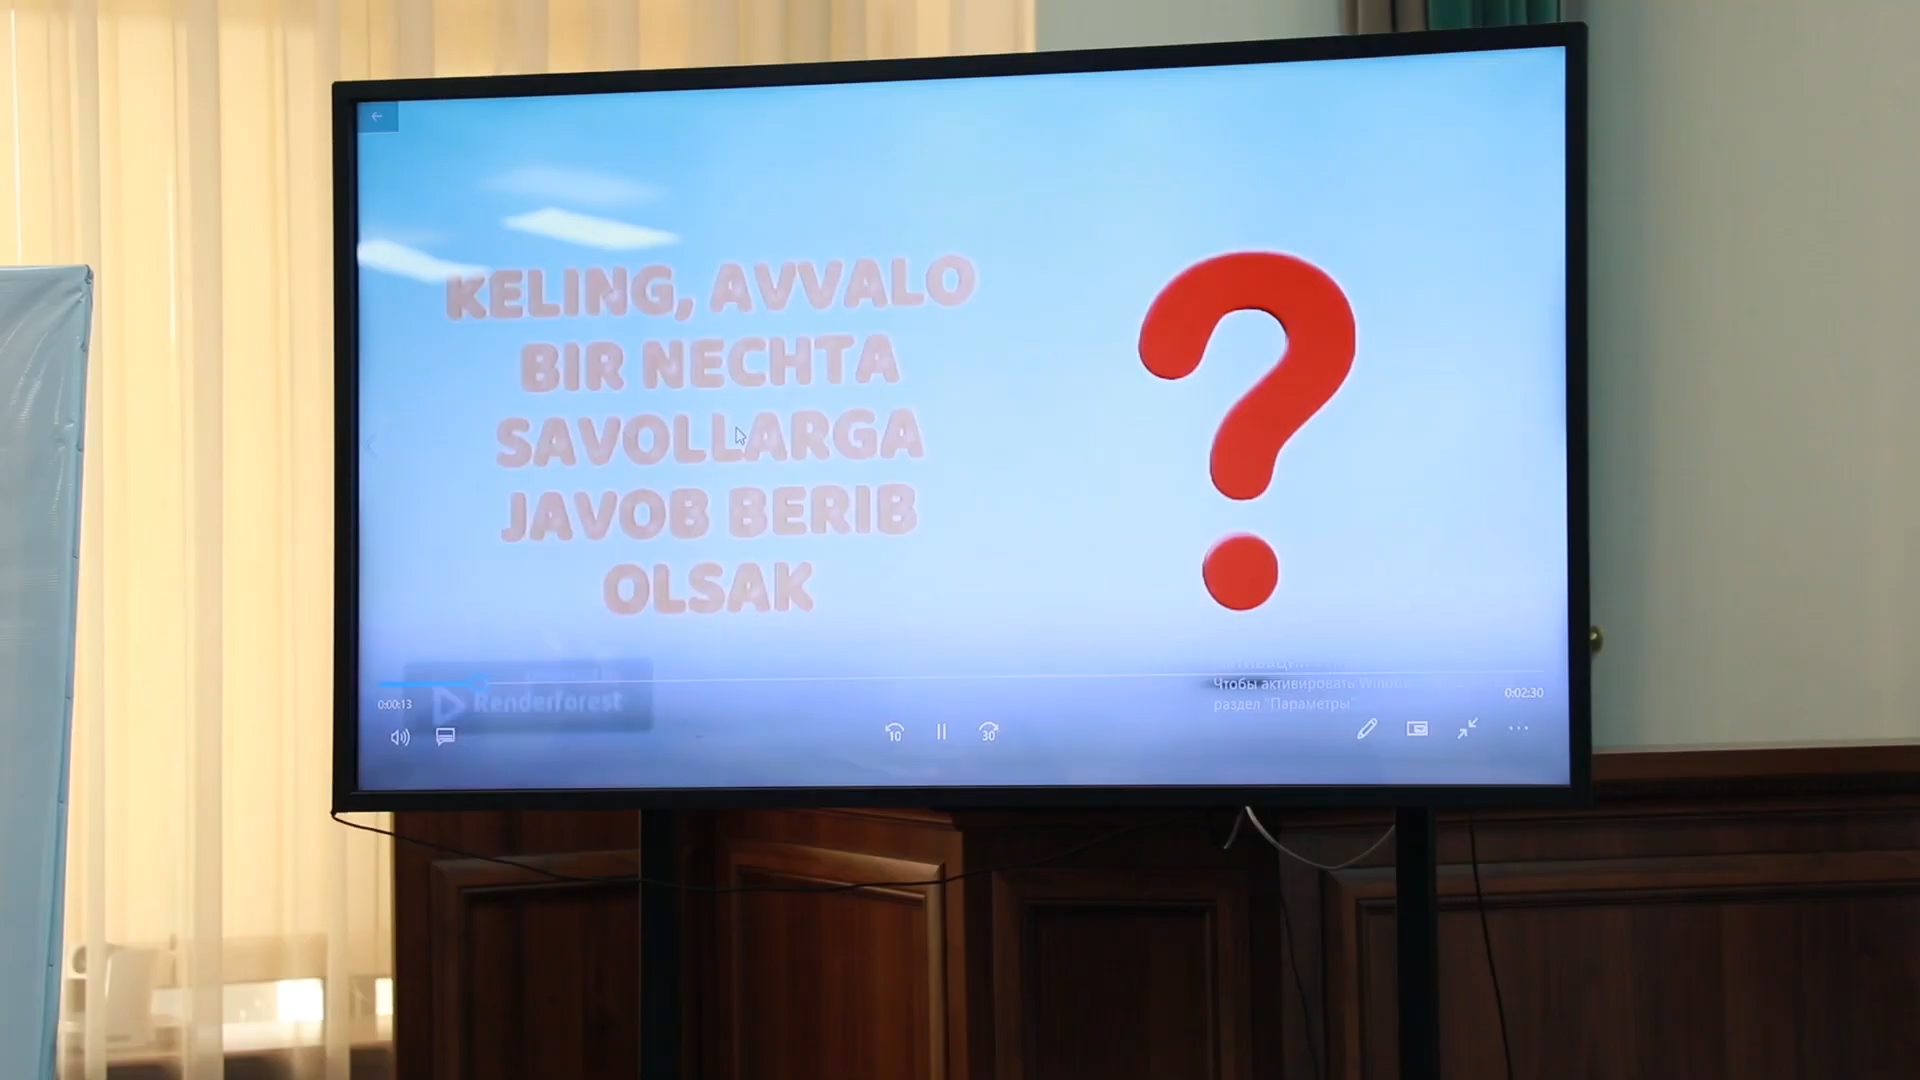 KELING, AVVALO
BIR NECHTA
SAVOLLARGA
JAVOB BERIB
OLSAK
?
Renderforest
0:00:13
Чтобы активировать
раздел "Параметры"
0:02:30
10
30